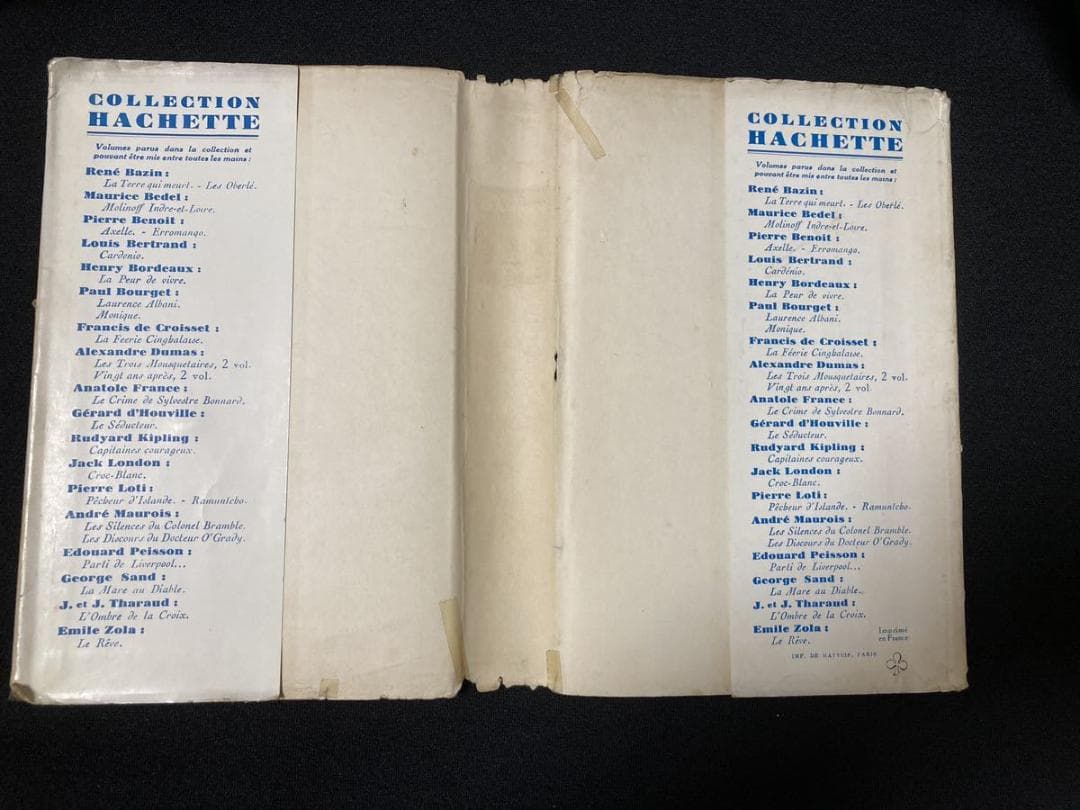 COLLECTION
HACHETTE
Volumes parus dans la collection et
pouvant être mis entre toutes les mains :
René Bazin :
La Terre qui meurt. - Les Oberlé.
Maurice Bedel :
Molinoff Indre-et-Loire.
Pierre Benoit :
Axelle. - Erromango.
Louis Bertrand :
Cardenio.
Henry Bordeaux :
La Peur de vivre.
Paul Bourget :
Laurence Albani.
Monique.
Francis de Croisset :
La Féerie Cinghalaise.
Alexandre Dumas :
Les Trois Mousquetaires, 2 vol.
Vingt ans après, 2 vol.
Anatole France :
Le Crime de Sylvestre Bonnard.
Gérard d'Houville :
Le Séducteur.
Rudyard Kipling :
Capitaines courageux.
Jack London :
Croc-Blanc.
Pierre Loti :
Pêcheur d'Islande. - Ramuntcho.
André Maurois :
Les Silences du Colonel Bramble.
Les Discours du Docteur O'Grady.
Edouard Peisson :
Parti de Liverpool...
George Sand :
La Mare au Diable.
J. et J. Tharaud :
L'Ombre de la Croix.
Emile Zola :
Le Rêve.
COLLECTION
HACHETTE
Volumes parus dans la collection et
pouvant être mis entre toutes les mains :
René Bazin :
La Terre qui meurt. - Les Oberlé.
Maurice Bedel :
Molinoff Indre-et-Loire.
Pierre Benoit :
Axelle. - Erromango.
Louis Bertrand :
Cardénio.
Henry Bordeaux :
La Peur de vivre.
Paul Bourget :
Laurence Albani.
Monique.
Francis de Croisset :
La Féerie Cinghalaise.
Alexandre Dumas :
Les Trois Mousquetaires, 2 vol.
Vingt ans après, 2 vol.
Anatole France :
Le Crime de Sylvestre Bonnard.
Gérard d'Houville :
Le Séducteur.
Rudyard Kipling :
Capitaines courageux.
Jack London :
Croc-Blanc.
Pierre Loti :
Pêcheur d'Islande. - Ramuntcho.
André Maurois :
Les Silences du Colonel Bramble.
Les Discours du Docteur O'Grady.
Edouard Peisson :
Parti de Liverpool...
George Sand :
La Mare au Diable.
J. et J. Tharaud :
L'Ombre de la Croix.
Emile Zola :
Le Rêve.
Imprimé
en France
IMP. DE PARIS